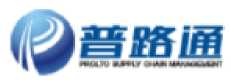 普路通
PROLTO SUPPLY CHAIN MANAGEMENT